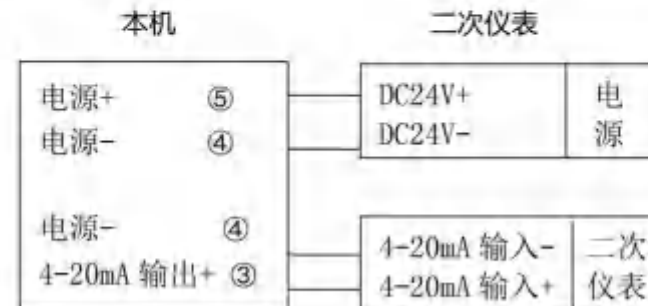 本机 二次仪表
电源+ ⑤ DC24V+ 电
电源- ④ DC24V- 源
电源- ④
4-20mA 输入- 二次
4-20mA 输出+ ③ 4-20mA 输入+ 仪表